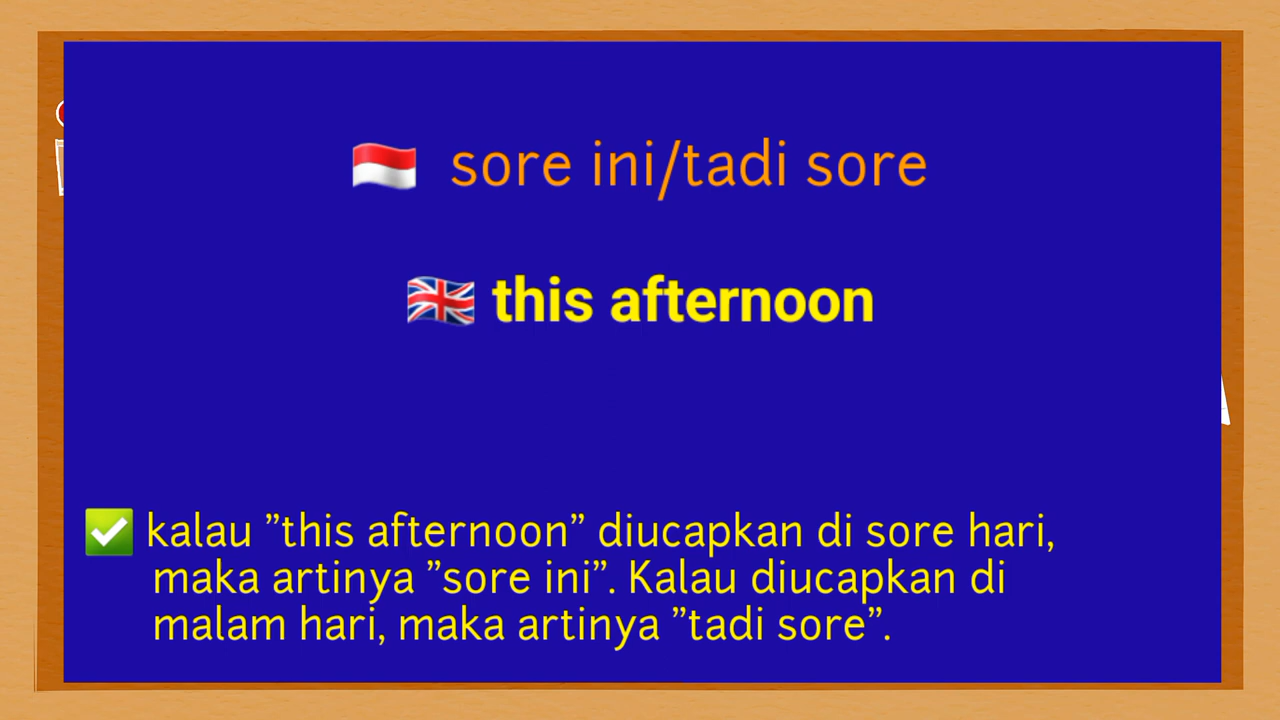 sore ini/tadi sore
this afternoon
kalau ”this afternoon” diucapkan di sore hari,
maka artinya ”sore ini”. Kalau diucapkan di
malam hari, maka artinya ”tadi sore”.